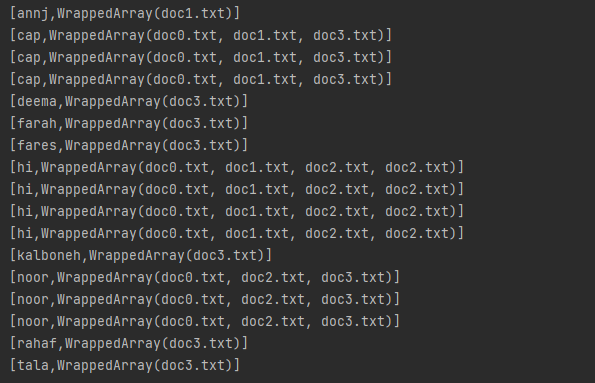 [annj,WrappedArray(doc1.txt)]
[cap,WrappedArray(doc0.txt, doc1.txt, doc3.txt)]
[cap,WrappedArray(doc0.txt, doc1.txt, doc3.txt)]
[cap,WrappedArray(doc0.txt, doc1.txt, doc3.txt)]
[deema,WrappedArray(doc3.txt)]
[farah,WrappedArray(doc3.txt)]
[fares,WrappedArray(doc3.txt)]
[hi,WrappedArray(doc0.txt, doc1.txt, doc2.txt, doc2.txt)]
[hi,WrappedArray(doc0.txt, doc1.txt, doc2.txt, doc2.txt)]
[hi,WrappedArray(doc0.txt, doc1.txt, doc2.txt, doc2.txt)]
[hi,WrappedArray(doc0.txt, doc1.txt, doc2.txt, doc2.txt)]
[kalboneh,WrappedArray(doc3.txt)]
[noor,WrappedArray(doc0.txt, doc2.txt, doc3.txt)]
[noor,WrappedArray(doc0.txt, doc2.txt, doc3.txt)]
[noor,WrappedArray(doc0.txt, doc2.txt, doc3.txt)]
[rahaf,WrappedArray(doc3.txt)]
[tala,WrappedArray(doc3.txt)]